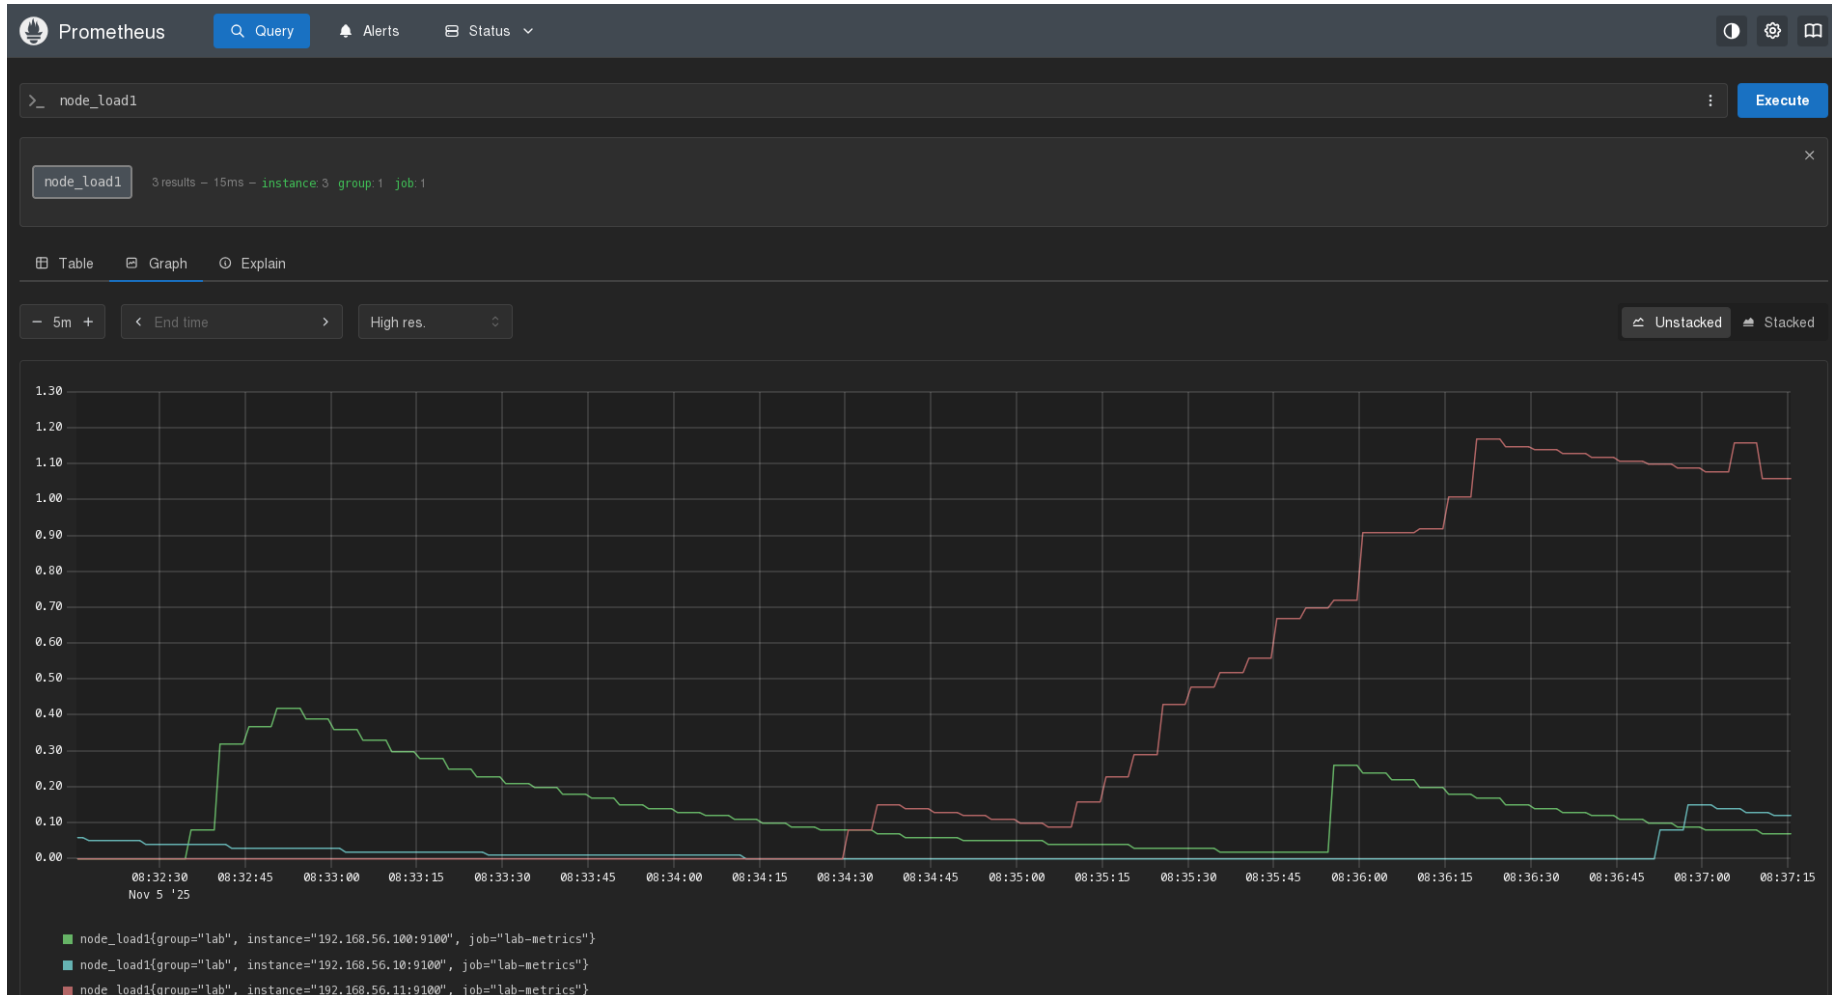 Prometheus Query Alerts Status
node_load1 Execute
node_load1 3 results – 15ms – instance: 3 group: 1 job: 1
Table Graph Explain
5m End time High res. Unstacked Stacked
1.30
1.20
1.10
1.00
0.90
0.80
0.70
0.60
0.50
0.40
0.30
0.20
0.10
0.00
08:32:30 08:32:45 08:33:00 08:33:15 08:33:30 08:33:45 08:34:00 08:34:15 08:34:30 08:34:45 08:35:00 08:35:15 08:35:30 08:35:45 08:36:00 08:36:15 08:36:30 08:36:45 08:37:00 08:37:15
Nov 5 '25
node_load1{group="lab", instance="192.168.56.100:9100", job="lab-metrics"}
node_load1{group="lab", instance="192.168.56.10:9100", job="lab-metrics"}
node_load1{group="lab", instance="192.168.56.11:9100", job="lab-metrics"}